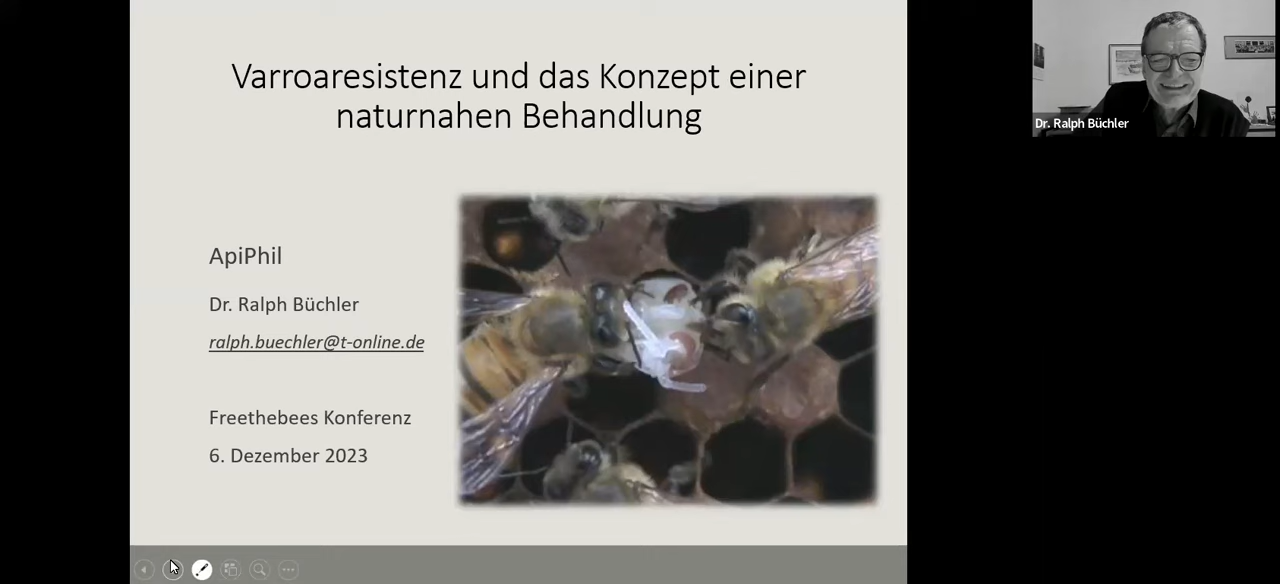 Varroaresistenz und das Konzept einer
naturnahen Behandlung
ApiPhil
Dr. Ralph Büchler
ralph.buechler@t-online.de
Freethebees Konferenz
6. Dezember 2023
Dr. Ralph Büchler